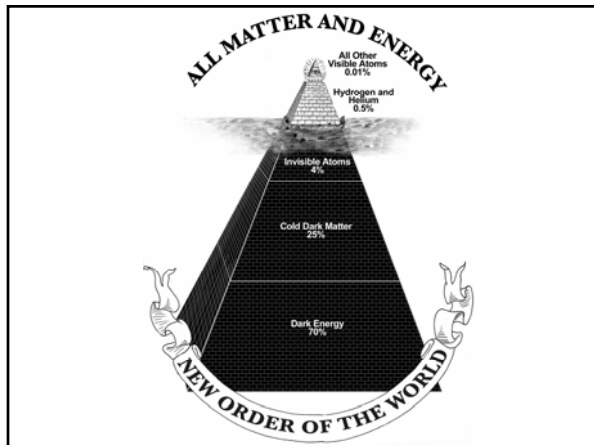 ALL MATTER AND ENERGY
All Other
Visible Atoms
0.01%
Hydrogen and
Helium
0.5%
Invisible Atoms
4%
Cold Dark Matter
25%
Dark Energy
70%
NEW ORDER OF THE WORLD